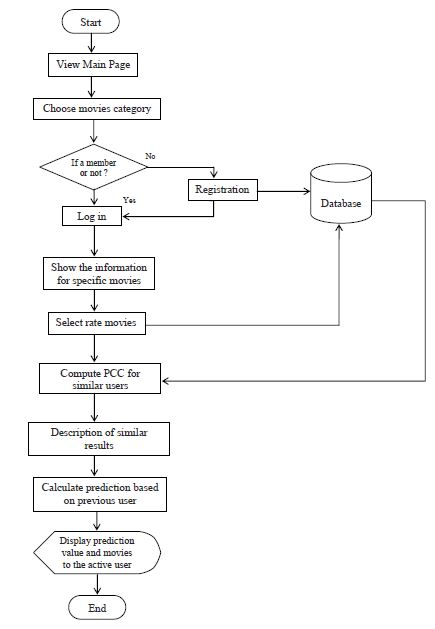 Start
View Main Page
Choose movies category
If a member
or not ?
No
Yes
Registration
Database
Log in
Show the information
for specific movies
Select rate movies
Compute PCC for
similar users
Description of similar
results
Calculate prediction based
on previous user
Display prediction
value and movies
to the active user
End